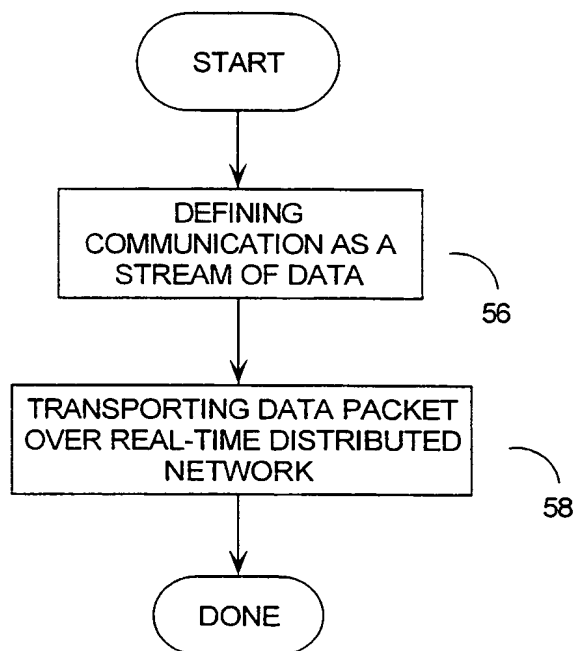 START
DEFINING
COMMUNICATION AS A
STREAM OF DATA
56
TRANSPORTING DATA PACKET
OVER REAL-TIME DISTRIBUTED
NETWORK
58
DONE